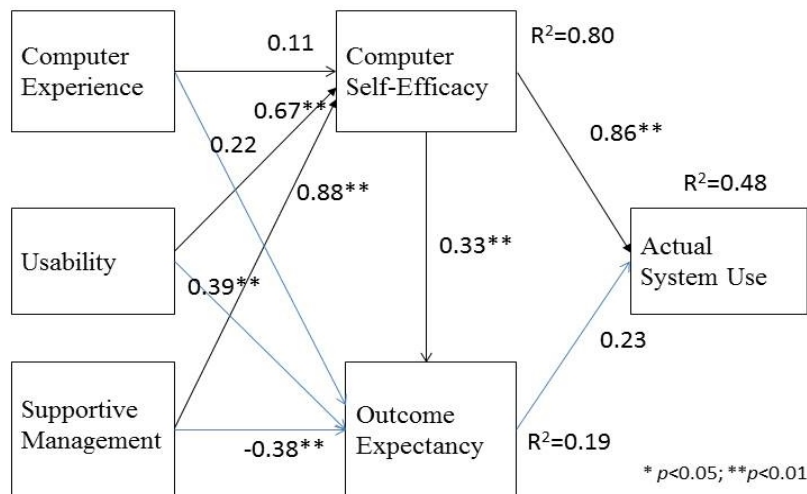 Computer
Experience
0.11
Computer
Self-Efficacy
R²=0.80
0.67**
0.22
0.86**
0.88**
R²=0.48
Usability
0.33**
Actual
System Use
0.39**
0.23
Supportive
Management
-0.38**
Outcome
Expectancy
R²=0.19
* p<0.05; **p<0.01